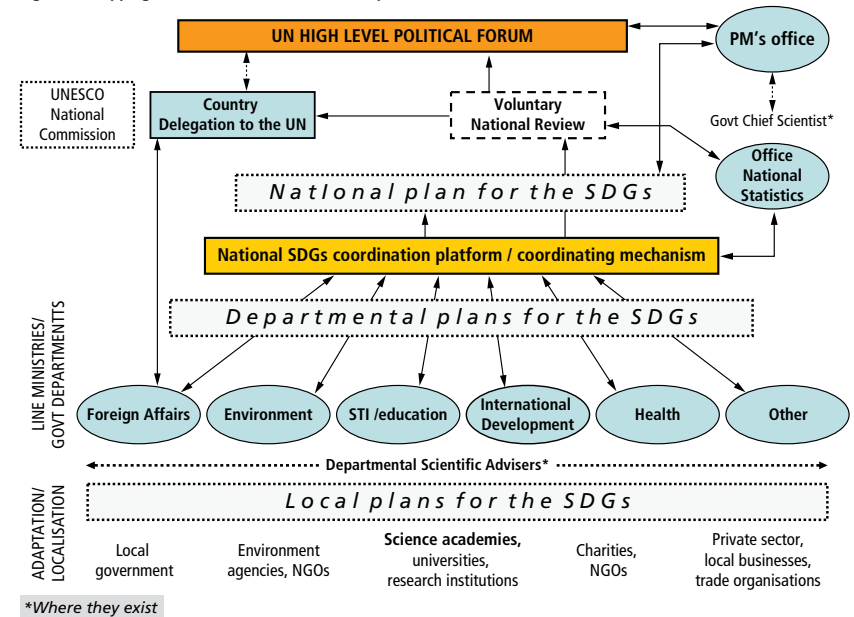 UN HIGH LEVEL POLITICAL FORUM
PM's office
UNESCO
National
Commission
Country
Delegation to the UN
Voluntary
National Review
Govt Chief Scientist*
Office
National
Statistics
NatIonal plan for the SDGs
National SDGs coordination platform / coordinating mechanism
Departmental plans for the SDGs
LINE MINISTRIES/
GOVT DEPARTMENTTS
Foreign Affairs
Environment
STI /education
International
Development
Health
Other
Departmental Scientific Advisers*
ADAPTATION/
LOCALISATION
Local plans for the SDGs
Local
government
Environment
agencies, NGOs
Science academies,
universities,
research institutions
Charities,
NGOs
Private sector,
local businesses,
trade organisations
*Where they exist